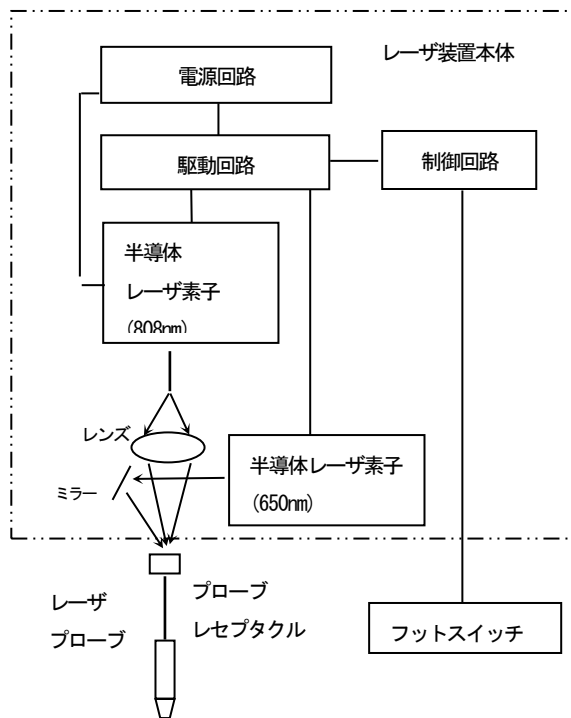 レーザ装置本体
電源回路
駆動回路
制御回路
半導体
レーザ素子
(808nm)
レンズ
半導体レーザ素子
(650nm)
ミラー
プローブ
レセプタクル
レーザ
プローブ
フットスイッチ